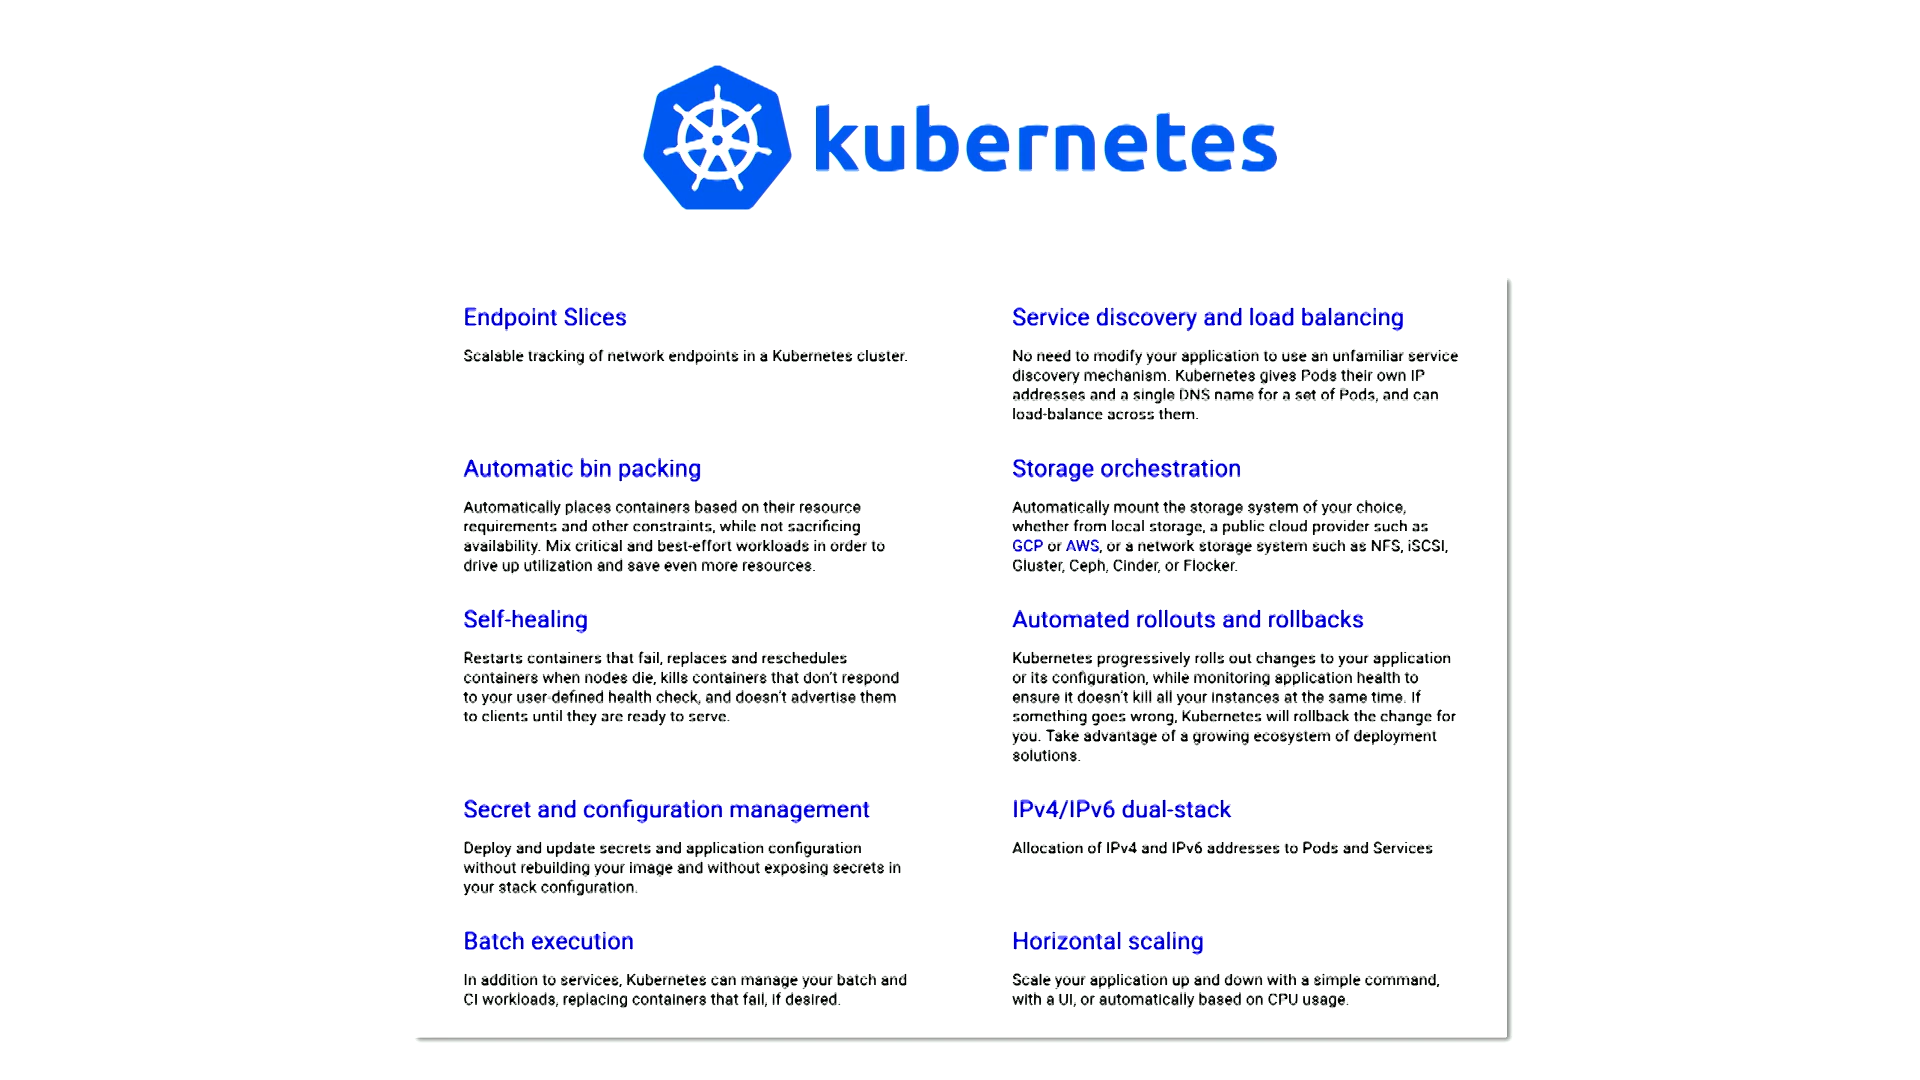 kubernetes
Endpoint Slices
Scalable tracking of network endpoints in a Kubernetes cluster.
Service discovery and load balancing
No need to modify your application to use an unfamiliar service
discovery mechanism. Kubernetes gives Pods their own IP
addresses and a single DNS name for a set of Pods, and can
load-balance across them.
Automatic bin packing
Automatically places containers based on their resource
requirements and other constraints, while not sacrificing
availability. Mix critical and best-effort workloads in order to
drive up utilization and save even more resources.
Storage orchestration
Automatically mount the storage system of your choice,
whether from local storage, a public cloud provider such as
GCP or AWS, or a network storage system such as NFS, iSCSI,
Gluster, Ceph, Cinder, or Flocker.
Self-healing
Restarts containers that fail, replaces and reschedules
containers when nodes die, kills containers that don't respond
to your user-defined health check, and doesn't advertise them
to clients until they are ready to serve.
Automated rollouts and rollbacks
Kubernetes progressively rolls out changes to your application
or its configuration, while monitoring application health to
ensure it doesn't kill all your instances at the same time. If
something goes wrong, Kubernetes will rollback the change for
you. Take advantage of a growing ecosystem of deployment
solutions.
Secret and configuration management
Deploy and update secrets and application configuration
without rebuilding your image and without exposing secrets in
your stack configuration.
IPv4/IPv6 dual-stack
Allocation of IPv4 and IPv6 addresses to Pods and Services
Batch execution
In addition to services, Kubernetes can manage your batch and
CI workloads, replacing containers that fail, if desired.
Horizontal scaling
Scale your application up and down with a simple command,
with a UI, or automatically based on CPU usage.